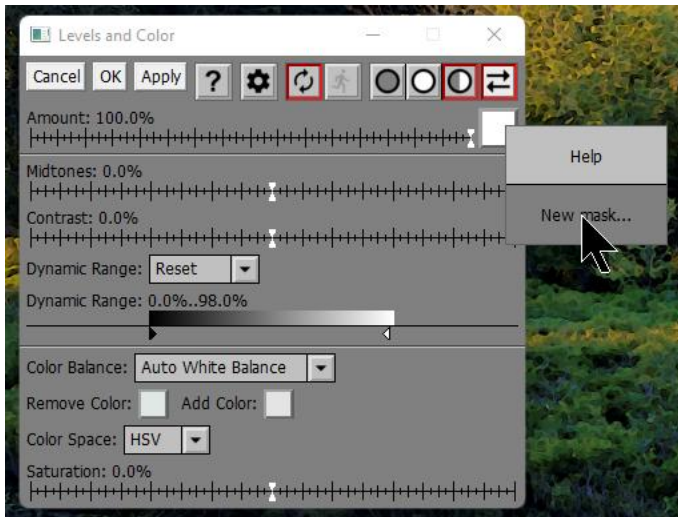 Levels and Color
Cancel OK Apply ?
Amount: 100.0%
Help
Midtones: 0.0%
New mask...
Contrast: 0.0%
Dynamic Range: Reset
Dynamic Range: 0.0%..98.0%
Color Balance: Auto White Balance
Remove Color: Add Color:
Color Space: HSV
Saturation: 0.0%